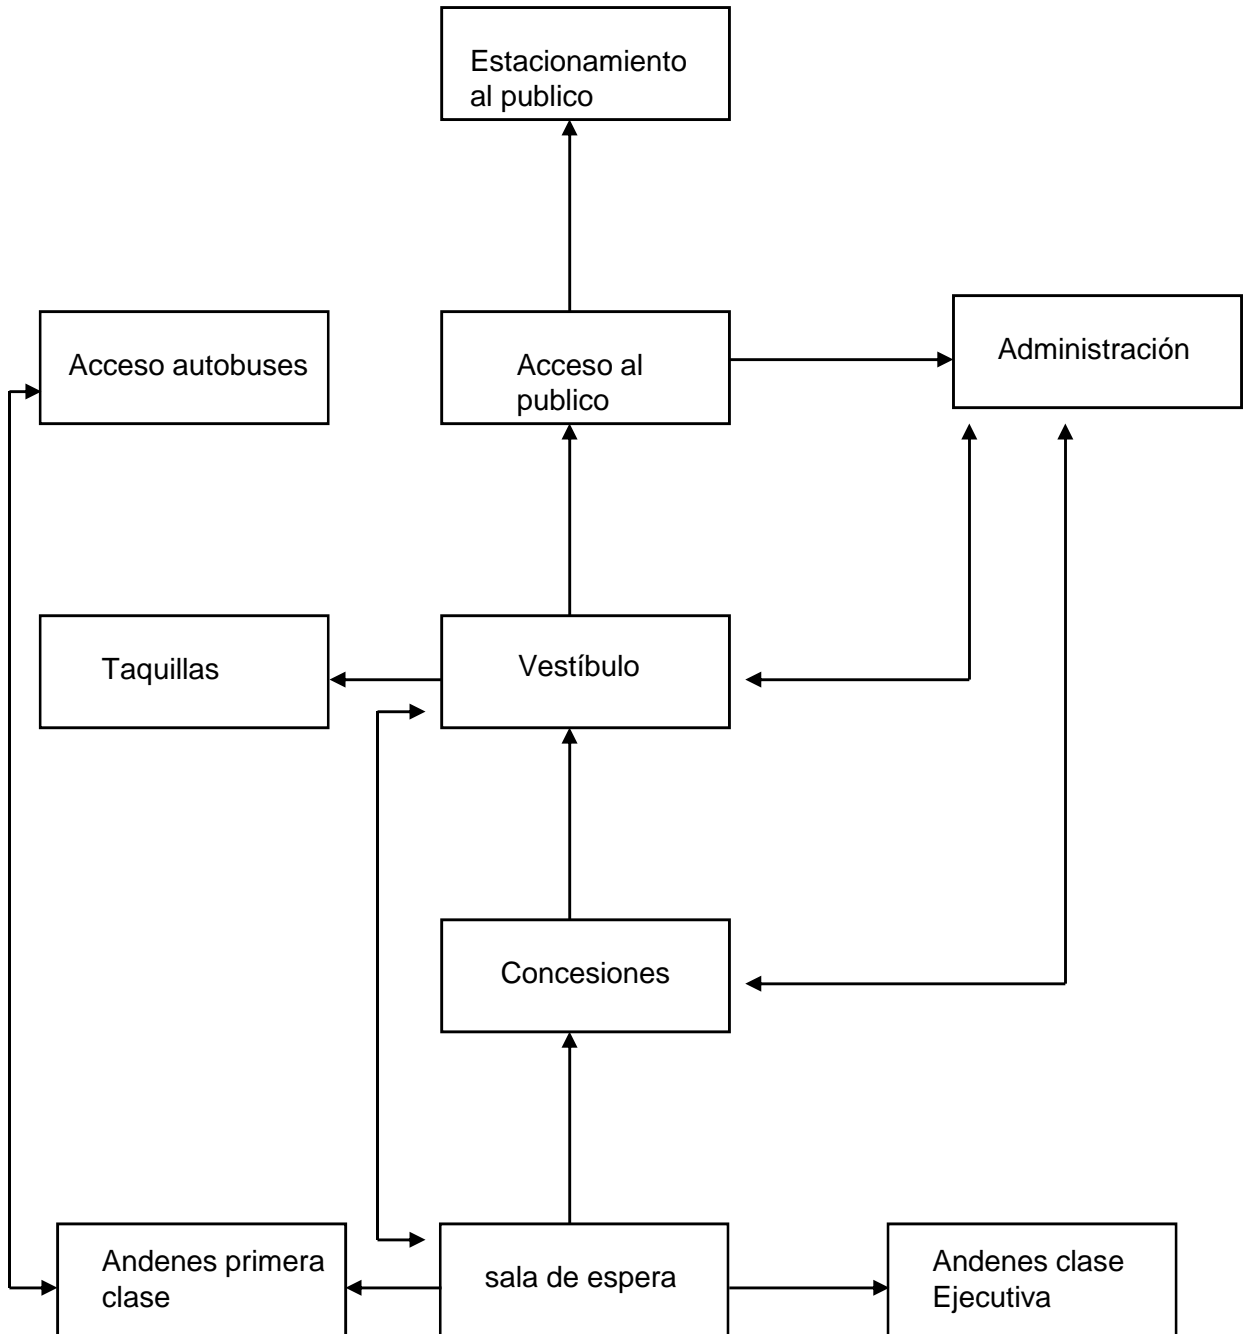 Estacionamiento
al publico
Acceso autobuses
Acceso al
publico
Administración
Taquillas
Vestíbulo
Concesiones
Andenes primera
clase
sala de espera
Andenes clase
Ejecutiva